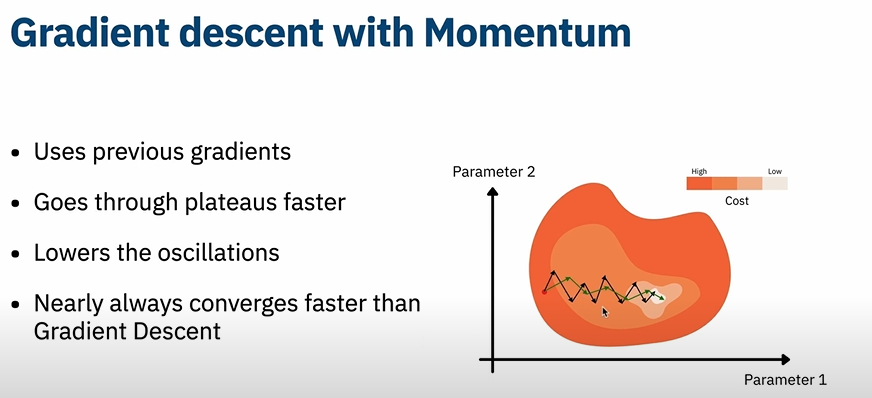 Gradient descent with Momentum
• Uses previous gradients
• Goes through plateaus faster
• Lowers the oscillations
• Nearly always converges faster than
Gradient Descent
Parameter 2
High Low
Cost
Parameter 1